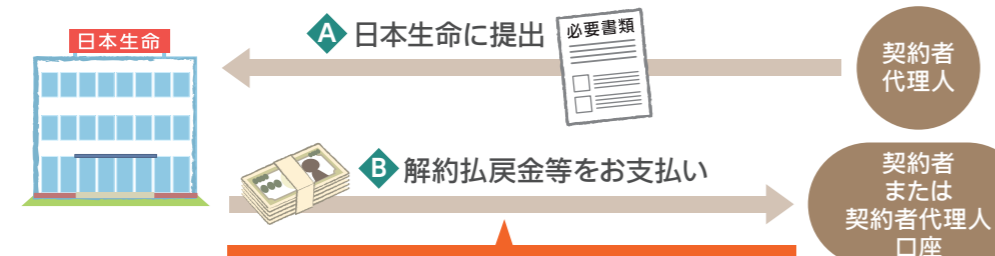 日本生命
A 日本生命に提出
必要書類
契約者
代理人
B 解約払戻金等をお支払い
契約者
または
契約者代理人
口座